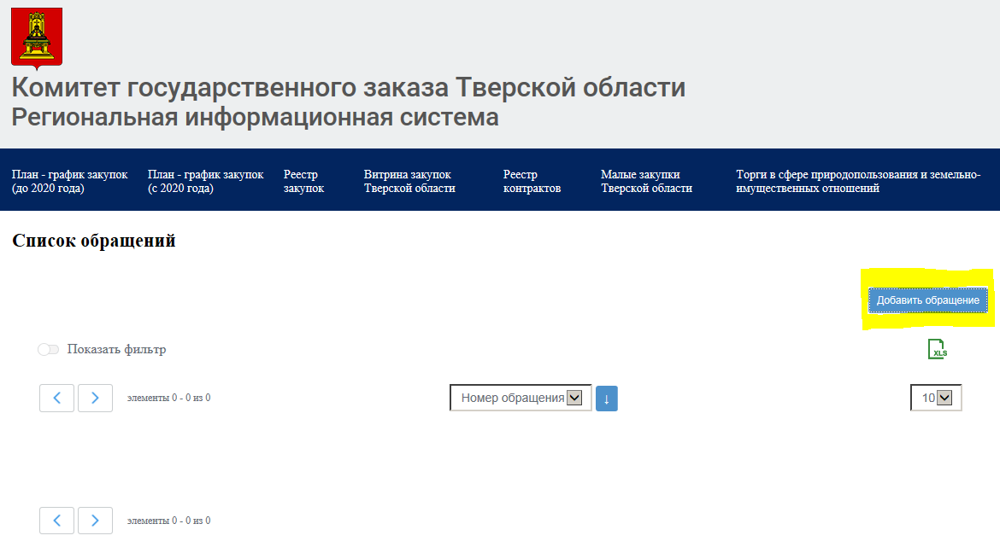 Комитет государственного заказа Тверской области
Региональная информационная система
План - график закупок
(до 2020 года)
План - график закупок
(с 2020 года)
Реестр
закупок
Витрина закупок
Тверской области
Реестр
контрактов
Малые закупки
Тверской области
Торги в сфере природопользования и земельно-
имущественных отношений
Список обращений
Добавить обращение
Показать фильтр
XLS
элементы 0 - 0 из 0
Номер обращения
↓
10
элементы 0 - 0 из 0